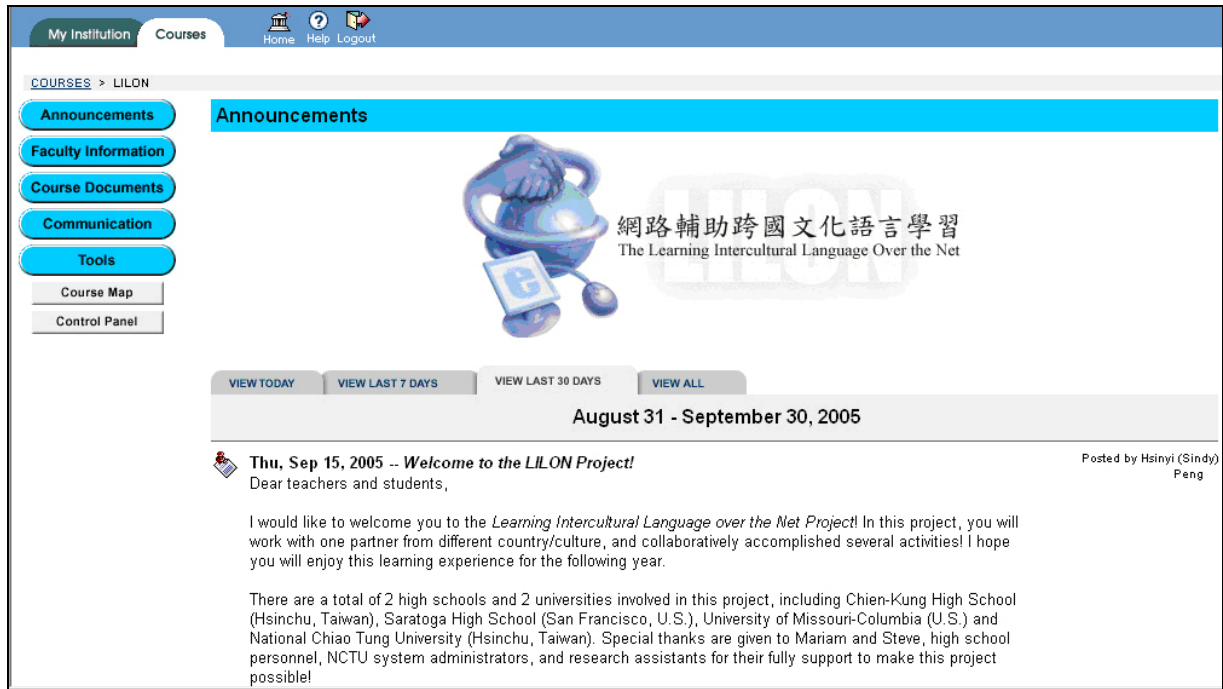 My Institution
Courses
Home
Help
Logout
COURSES > LILON
Announcements
Faculty Information
Course Documents
Communication
Tools
Course Map
Control Panel
Announcements
LILON
網路輔助跨國文化語言學習
The Learning Intercultural Language Over the Net
e
VIEW TODAY
VIEW LAST 7 DAYS
VIEW LAST 30 DAYS
VIEW ALL
August 31 - September 30, 2005
Thu, Sep 15, 2005 -- Welcome to the LILON Project!
Posted by Hsinyi (Sindy)
Peng
Dear teachers and students,
I would like to welcome you to the Learning Intercultural Language over the Net Project! In this project, you will
work with one partner from different country/culture, and collaboratively accomplished several activities! I hope
you will enjoy this learning experience for the following year.
There are a total of 2 high schools and 2 universities involved in this project, including Chien-Kung High School
(Hsinchu, Taiwan), Saratoga High School (San Francisco, U.S.), University of Missouri-Columbia (U.S.) and
National Chiao Tung University (Hsinchu, Taiwan). Special thanks are given to Mariam and Steve, high school
personnel, NCTU system administrators, and research assistants for their fully support to make this project
possible!